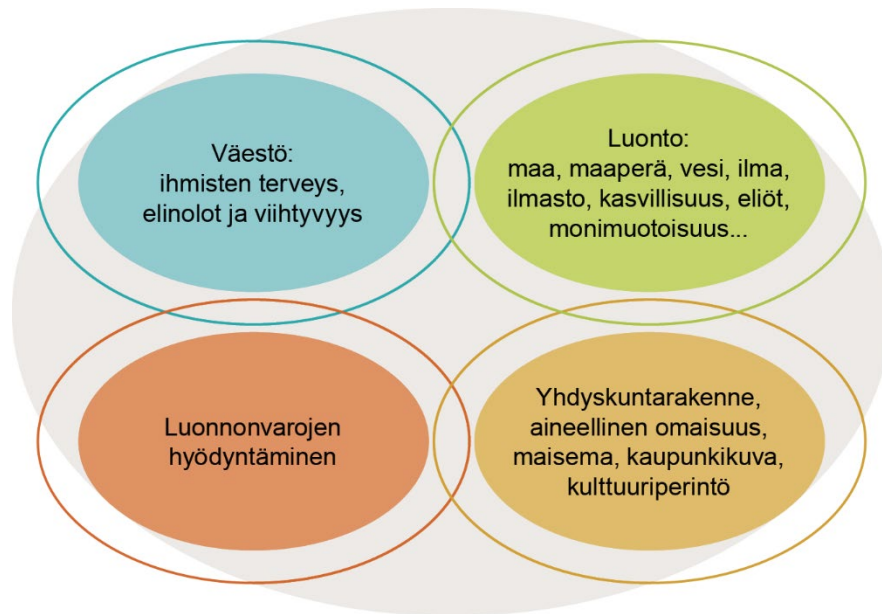 Väestö:
ihmisten terveys,
elinolot ja viihtyvyys
Luonto:
maa, maaperä, vesi, ilma,
ilmasto, kasvillisuus, eliöt,
monimuotoisuus...
Luonnonvarojen
hyödyntäminen
Yhdyskuntarakenne,
aineellinen omaisuus,
maisema, kaupunkikuva,
kulttuuriperintö